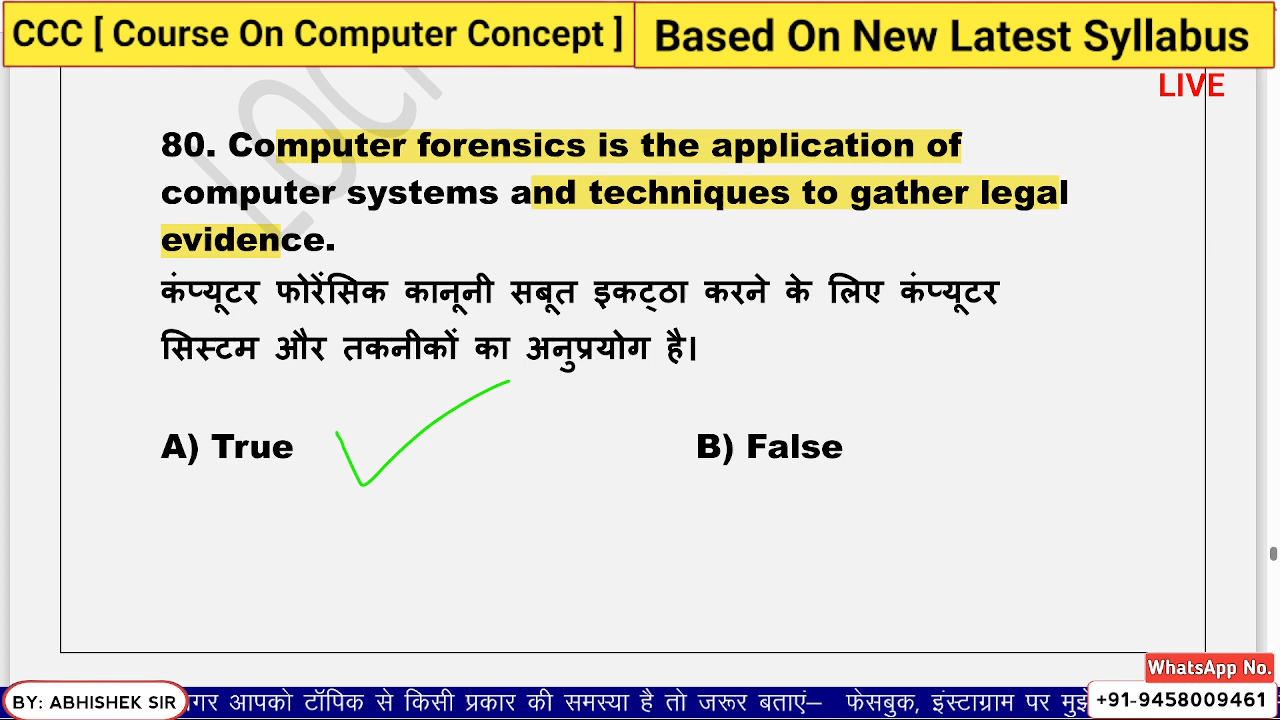 CCC [ Course On Computer Concept ]
Based On New Latest Syllabus
LIVE
80. Computer forensics is the application of
computer systems and techniques to gather legal
evidence.
कंप्यूटर फोरेंसिक कानूनी सबूत इकट्ठा करने के लिए कंप्यूटर
सिस्टम और तकनीकों का अनुप्रयोग है।
A) True
B) False
WhatsApp No.
BY: ABHISHEK SIR
आपको टॉपिक से किसी प्रकार की समस्या है तो जरूर बताएं– फेसबुक, इंस्टाग्राम पर
+91-9458009461